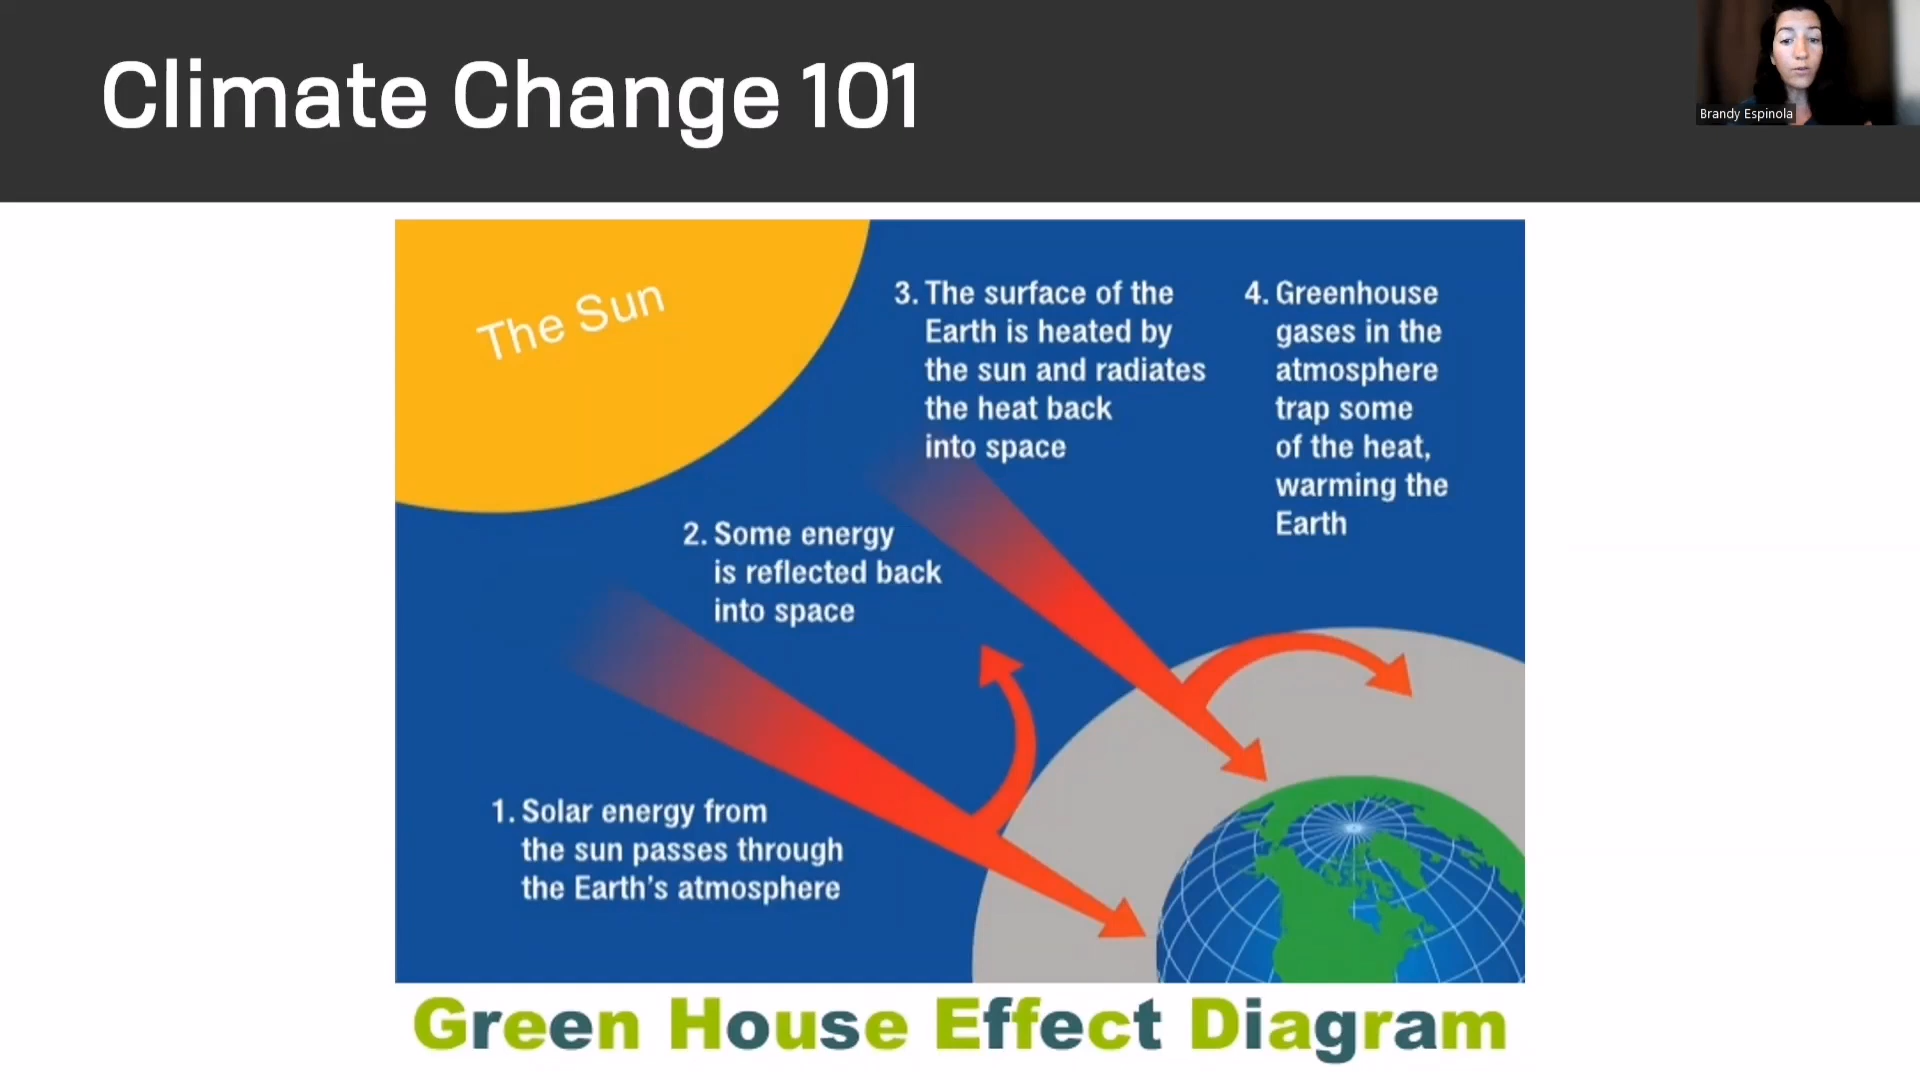 Climate Change 101
Brandy Espinola
The Sun
3. The surface of the
Earth is heated by
the sun and radiates
the heat back
into space
4. Greenhouse
gases in the
atmosphere
trap some
of the heat,
warming the
Earth
2. Some energy
is reflected back
into space
1. Solar energy from
the sun passes through
the Earth's atmosphere
Green House Effect Diagram